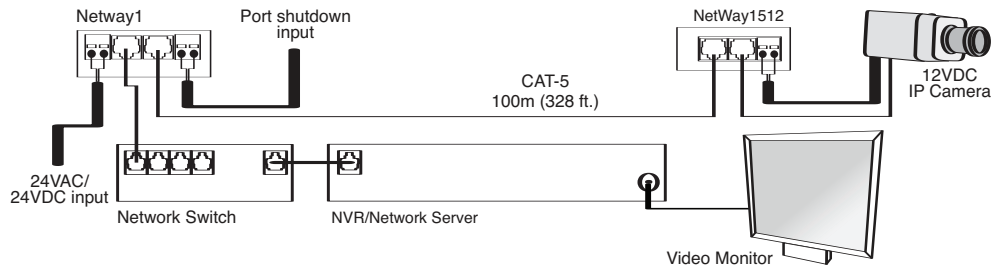 Netway1
Port shutdown
input
NetWay1512
CAT-5
100m (328 ft.)
12VDC
IP Camera
24VAC/
24VDC input
Network Switch
NVR/Network Server
Video Monitor